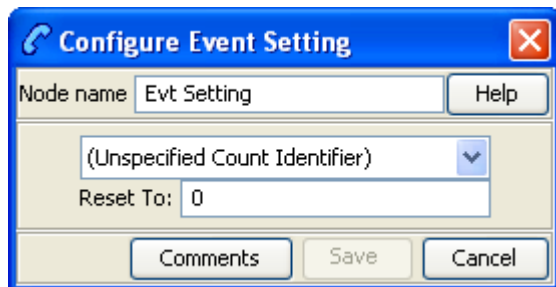 Configure Event Setting
Node name Evt Setting Help
(Unspecified Count Identifier)
Reset To: 0
Comments Save Cancel